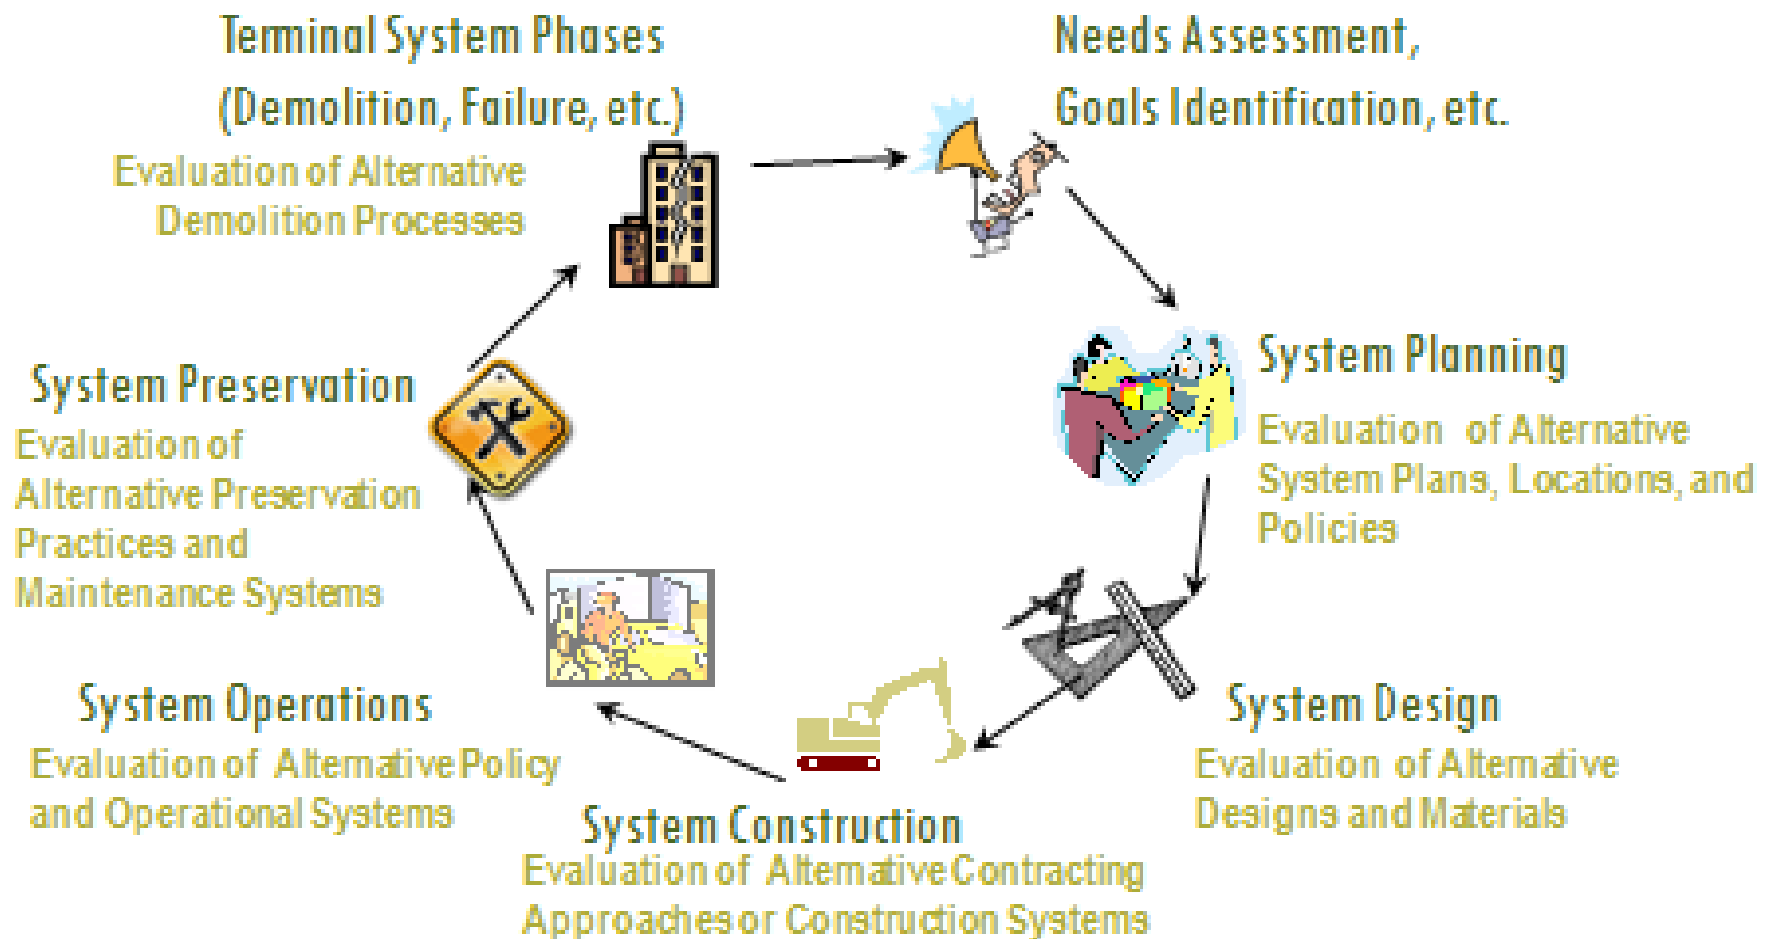 Terminal System Phases
(Demolition, Failure, etc.)
Evaluation of Alternative
Demolition Processes
Needs Assessment,
Goals Identification, etc.
System Planning
Evaluation of Alternative
System Plans, Locations, and
Policies
System Design
Evaluation of Alternative
Designs and Materials
System Construction
Evaluation of Alternative Contracting
Approaches or Construction Systems
System Operations
Evaluation of Alternative Policy
and Operational Systems
System Preservation
Evaluation of
Alternative Preservation
Practices and
Maintenance Systems